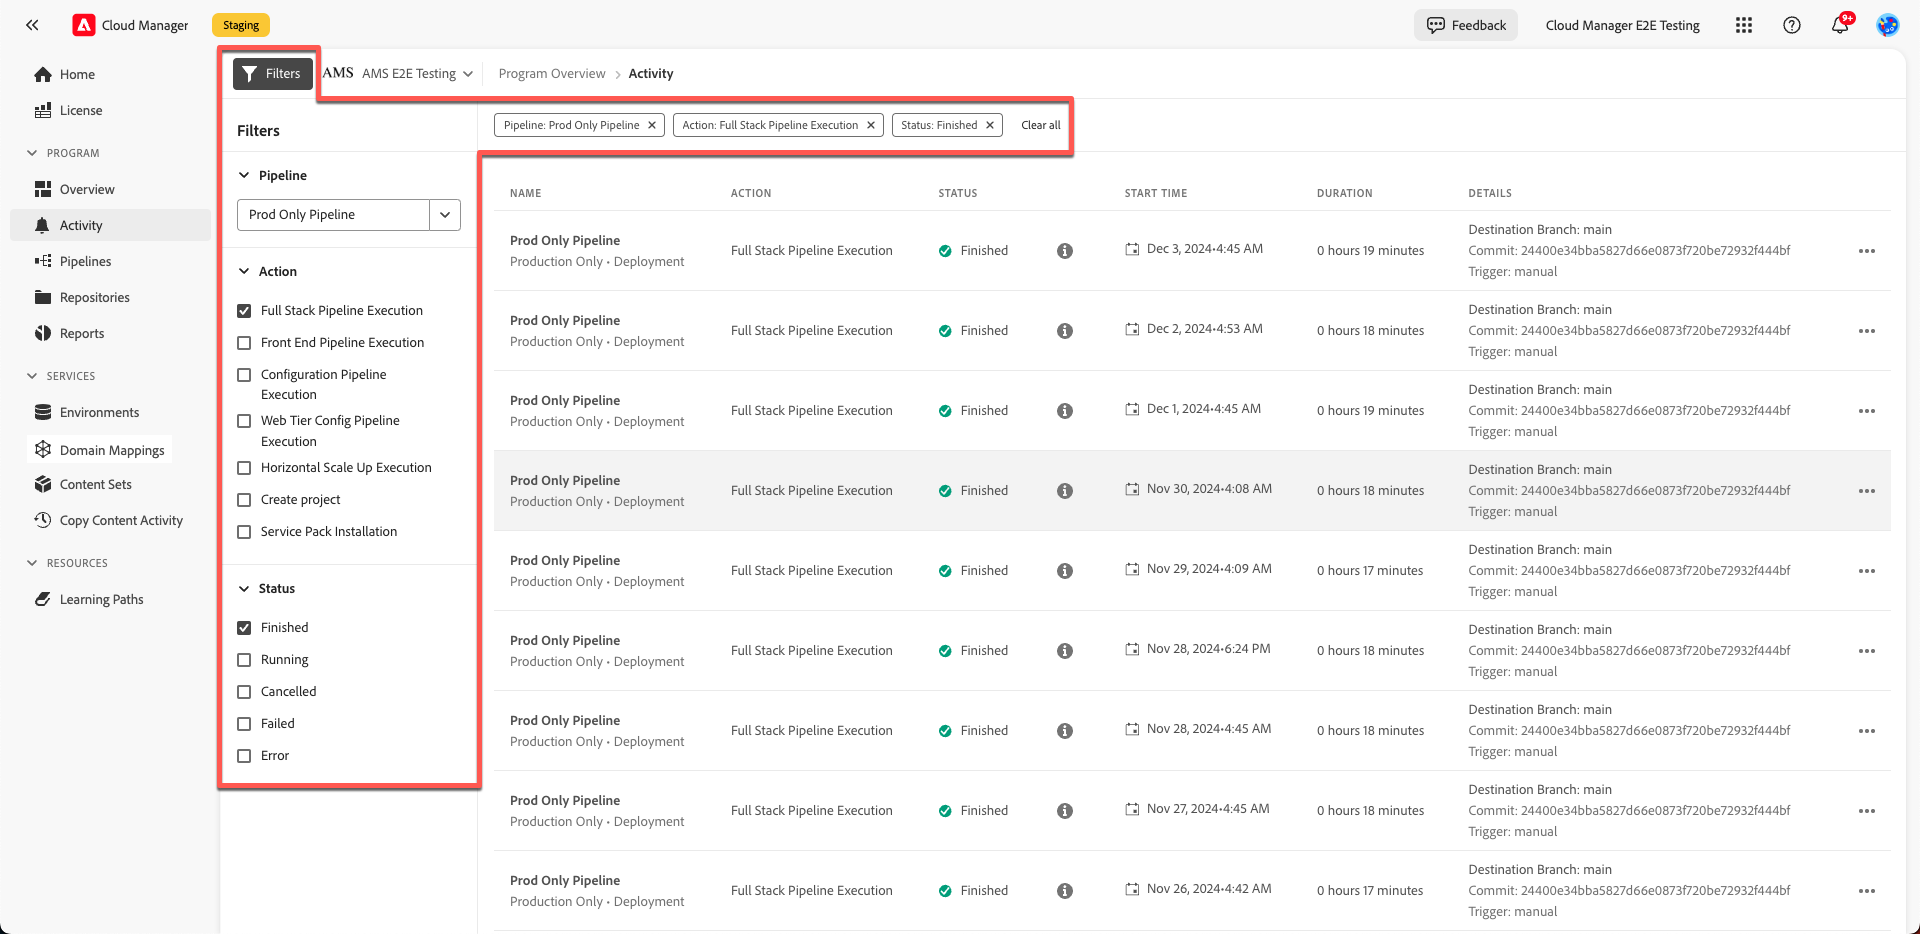 Cloud Manager
Staging
Feedback
Cloud Manager E2E Testing
9+
Home
License
PROGRAM
Overview
Activity
Pipelines
Repositories
Reports
SERVICES
Environments
Domain Mappings
Content Sets
Copy Content Activity
RESOURCES
Learning Paths
Filters
AMS AMS E2E Testing
Program Overview > Activity
Filters
Pipeline
Prod Only Pipeline
Action
Full Stack Pipeline Execution
Front End Pipeline Execution
Configuration Pipeline
Execution
Web Tier Config Pipeline
Execution
Horizontal Scale Up Execution
Create project
Service Pack Installation
Status
Finished
Running
Cancelled
Failed
Error
Pipeline: Prod Only Pipeline
Action: Full Stack Pipeline Execution
Status: Finished
Clear all
NAME ACTION STATUS START TIME DURATION DETAILS
Prod Only Pipeline
Production Only • Deployment
Full Stack Pipeline Execution
Finished
Dec 3, 2024•4:45 AM
0 hours 19 minutes
Destination Branch: main
Commit: 24400e34bba5827d66e0873f720be72932f444bf
Trigger: manual
Prod Only Pipeline
Production Only • Deployment
Full Stack Pipeline Execution
Finished
Dec 2, 2024•4:53 AM
0 hours 18 minutes
Destination Branch: main
Commit: 24400e34bba5827d66e0873f720be72932f444bf
Trigger: manual
Prod Only Pipeline
Production Only • Deployment
Full Stack Pipeline Execution
Finished
Dec 1, 2024•4:45 AM
0 hours 19 minutes
Destination Branch: main
Commit: 24400e34bba5827d66e0873f720be72932f444bf
Trigger: manual
Prod Only Pipeline
Production Only • Deployment
Full Stack Pipeline Execution
Finished
Nov 30, 2024•4:08 AM
0 hours 18 minutes
Destination Branch: main
Commit: 24400e34bba5827d66e0873f720be72932f444bf
Trigger: manual
Prod Only Pipeline
Production Only • Deployment
Full Stack Pipeline Execution
Finished
Nov 29, 2024•4:09 AM
0 hours 17 minutes
Destination Branch: main
Commit: 24400e34bba5827d66e0873f720be72932f444bf
Trigger: manual
Prod Only Pipeline
Production Only • Deployment
Full Stack Pipeline Execution
Finished
Nov 28, 2024•6:24 PM
0 hours 18 minutes
Destination Branch: main
Commit: 24400e34bba5827d66e0873f720be72932f444bf
Trigger: manual
Prod Only Pipeline
Production Only • Deployment
Full Stack Pipeline Execution
Finished
Nov 28, 2024•4:45 AM
0 hours 18 minutes
Destination Branch: main
Commit: 24400e34bba5827d66e0873f720be72932f444bf
Trigger: manual
Prod Only Pipeline
Production Only • Deployment
Full Stack Pipeline Execution
Finished
Nov 27, 2024•4:45 AM
0 hours 18 minutes
Destination Branch: main
Commit: 24400e34bba5827d66e0873f720be72932f444bf
Trigger: manual
Prod Only Pipeline
Production Only • Deployment
Full Stack Pipeline Execution
Finished
Nov 26, 2024•4:42 AM
0 hours 17 minutes
Destination Branch: main
Commit: 24400e34bba5827d66e0873f720be72932f444bf
Trigger: manual